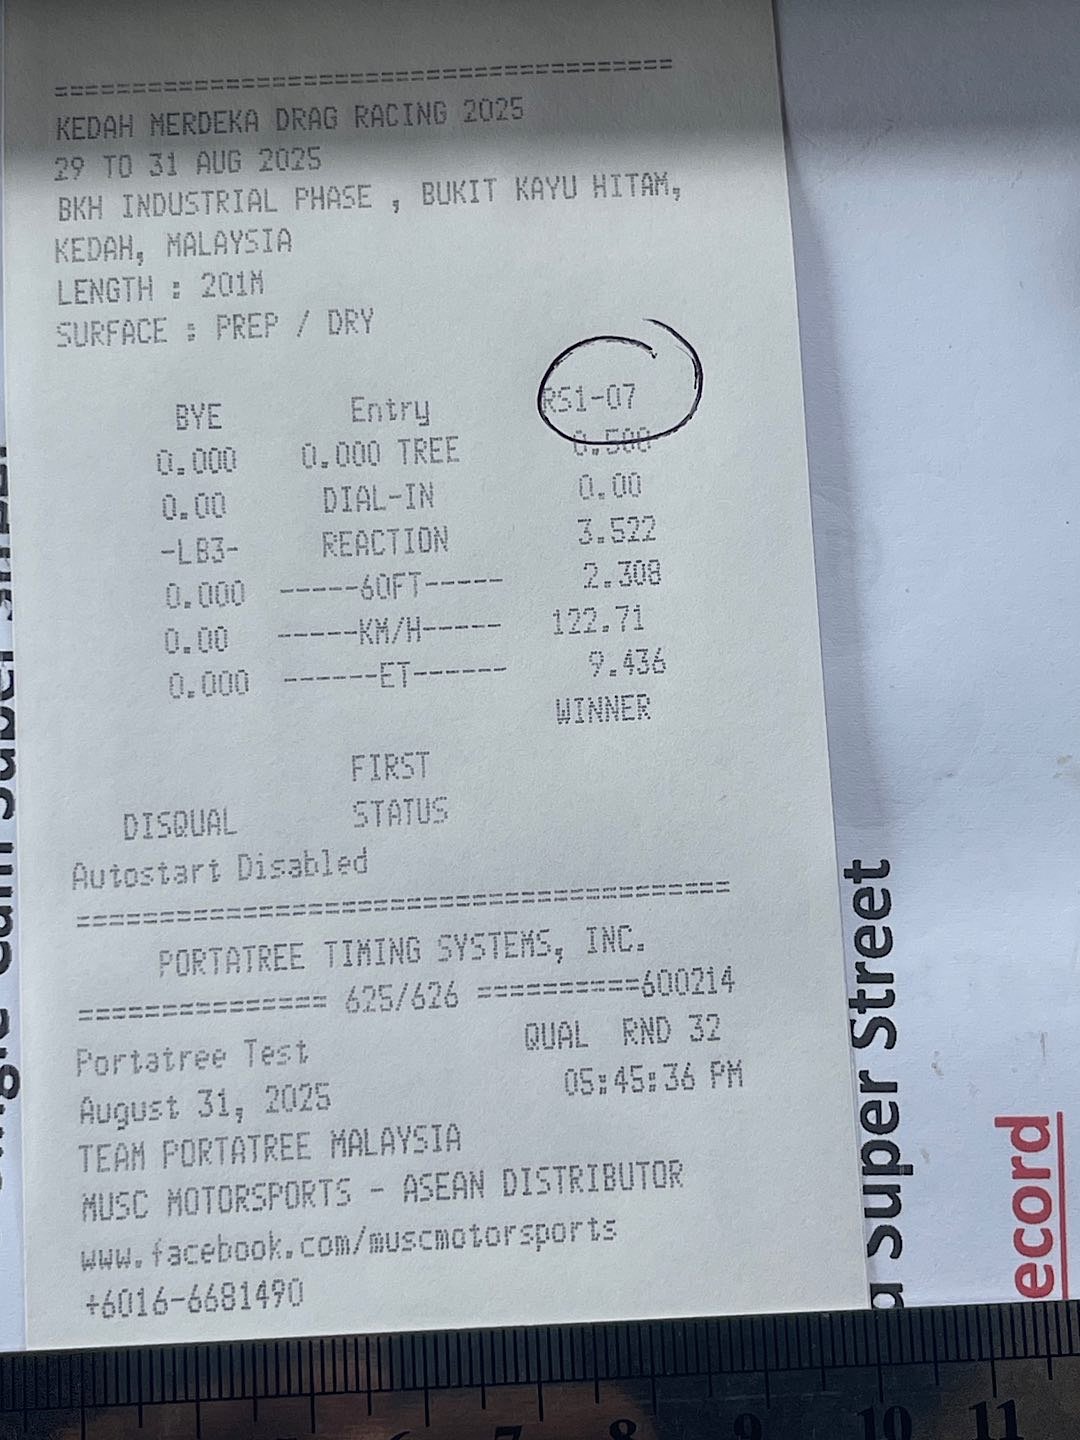 =======================================
KEDAH MERDEKA DRAG RACING 2025
29 TO 31 AUG 2025
BKH INDUSTRIAL PHASE , BUKIT KAYU HITAM,
KEDAH, MALAYSIA
LENGTH : 201M
SURFACE : PREP / DRY
BYE Entry RS1-07
0.000 0.000 TREE 0.500
0.00 DIAL-IN 0.00
-LB3- REACTION 3.522
0.000 -----60FT----- 2.308
0.00 -----KM/H----- 122.71
0.000 ------ET------ 9.436
WINNER
FIRST
DISQUAL STATUS
Autostart Disabled
=======================================
PORTATREE TIMING SYSTEMS, INC.
============== 625/626 ==========600214
Portatree Test QUAL RND 32
August 31, 2025 05:45:36 PM
TEAM PORTATREE MALAYSIA
MUSC MOTORSPORTS - ASEAN DISTRIBUTOR
www.facebook.com/muscmotorsports
+6016-6681490
Super Street
ecord
7 8 9 10 11